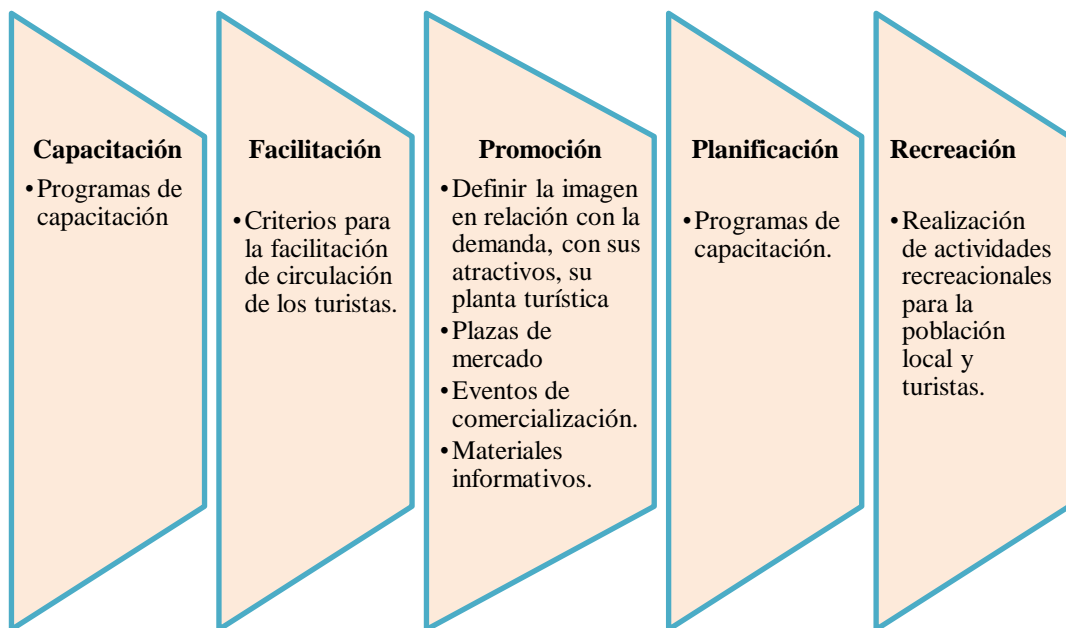 Capacitación
•Programas de
capacitación
Facilitación
•Criterios para
la facilitación
de circulación
de los turistas.
Promoción
•Definir la imagen
en relación con la
demanda, con sus
atractivos, su
planta turística
•Plazas de
mercado
•Eventos de
comercialización.
•Materiales
informativos.
Planificación
•Programas de
capacitación.
Recreación
•Realización
de actividades
recreacionales
para la
población
local y
turistas.